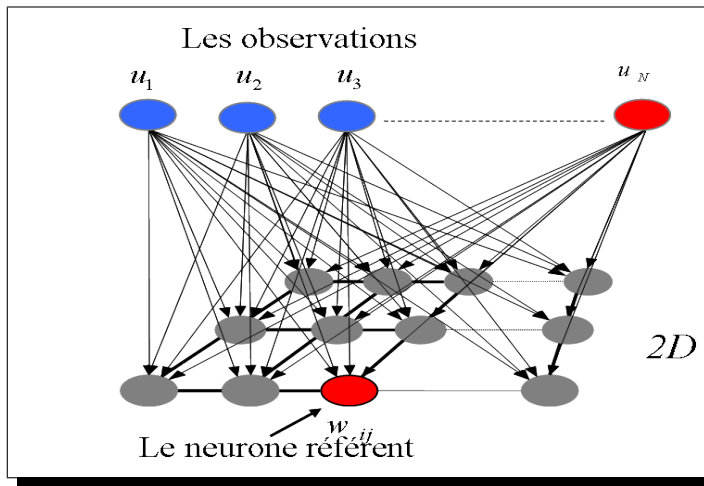 Les observations
u1 u2 u3 u N
2D
w ij
Le neurone référent